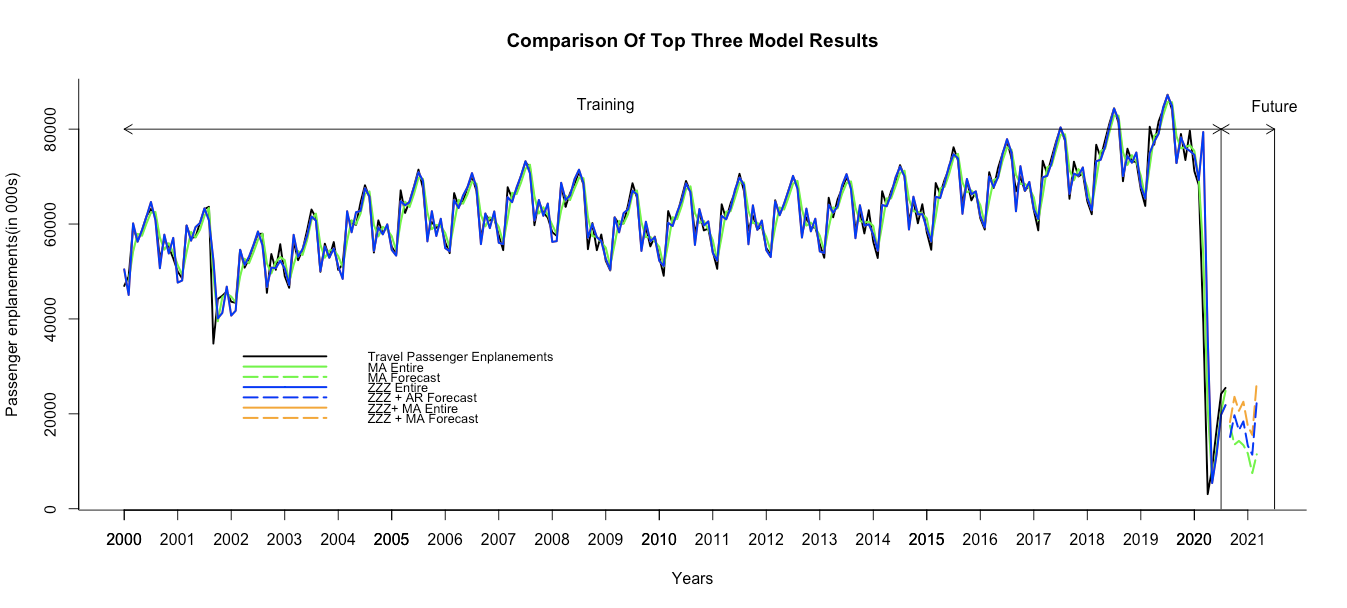 Comparison Of Top Three Model Results
Training
Future
Passenger enplanements(in 000s)
80000
60000
40000
20000
0
Travel Passenger Enplanements
MA Entire
MA Forecast
ZZZ Entire
ZZZ + AR Forecast
ZZZ+ MA Entire
ZZZ + MA Forecast
2000 2001 2002 2003 2004 2005 2006 2007 2008 2009 2010 2011 2012 2013 2014 2015 2016 2017 2018 2019 2020 2021
Years